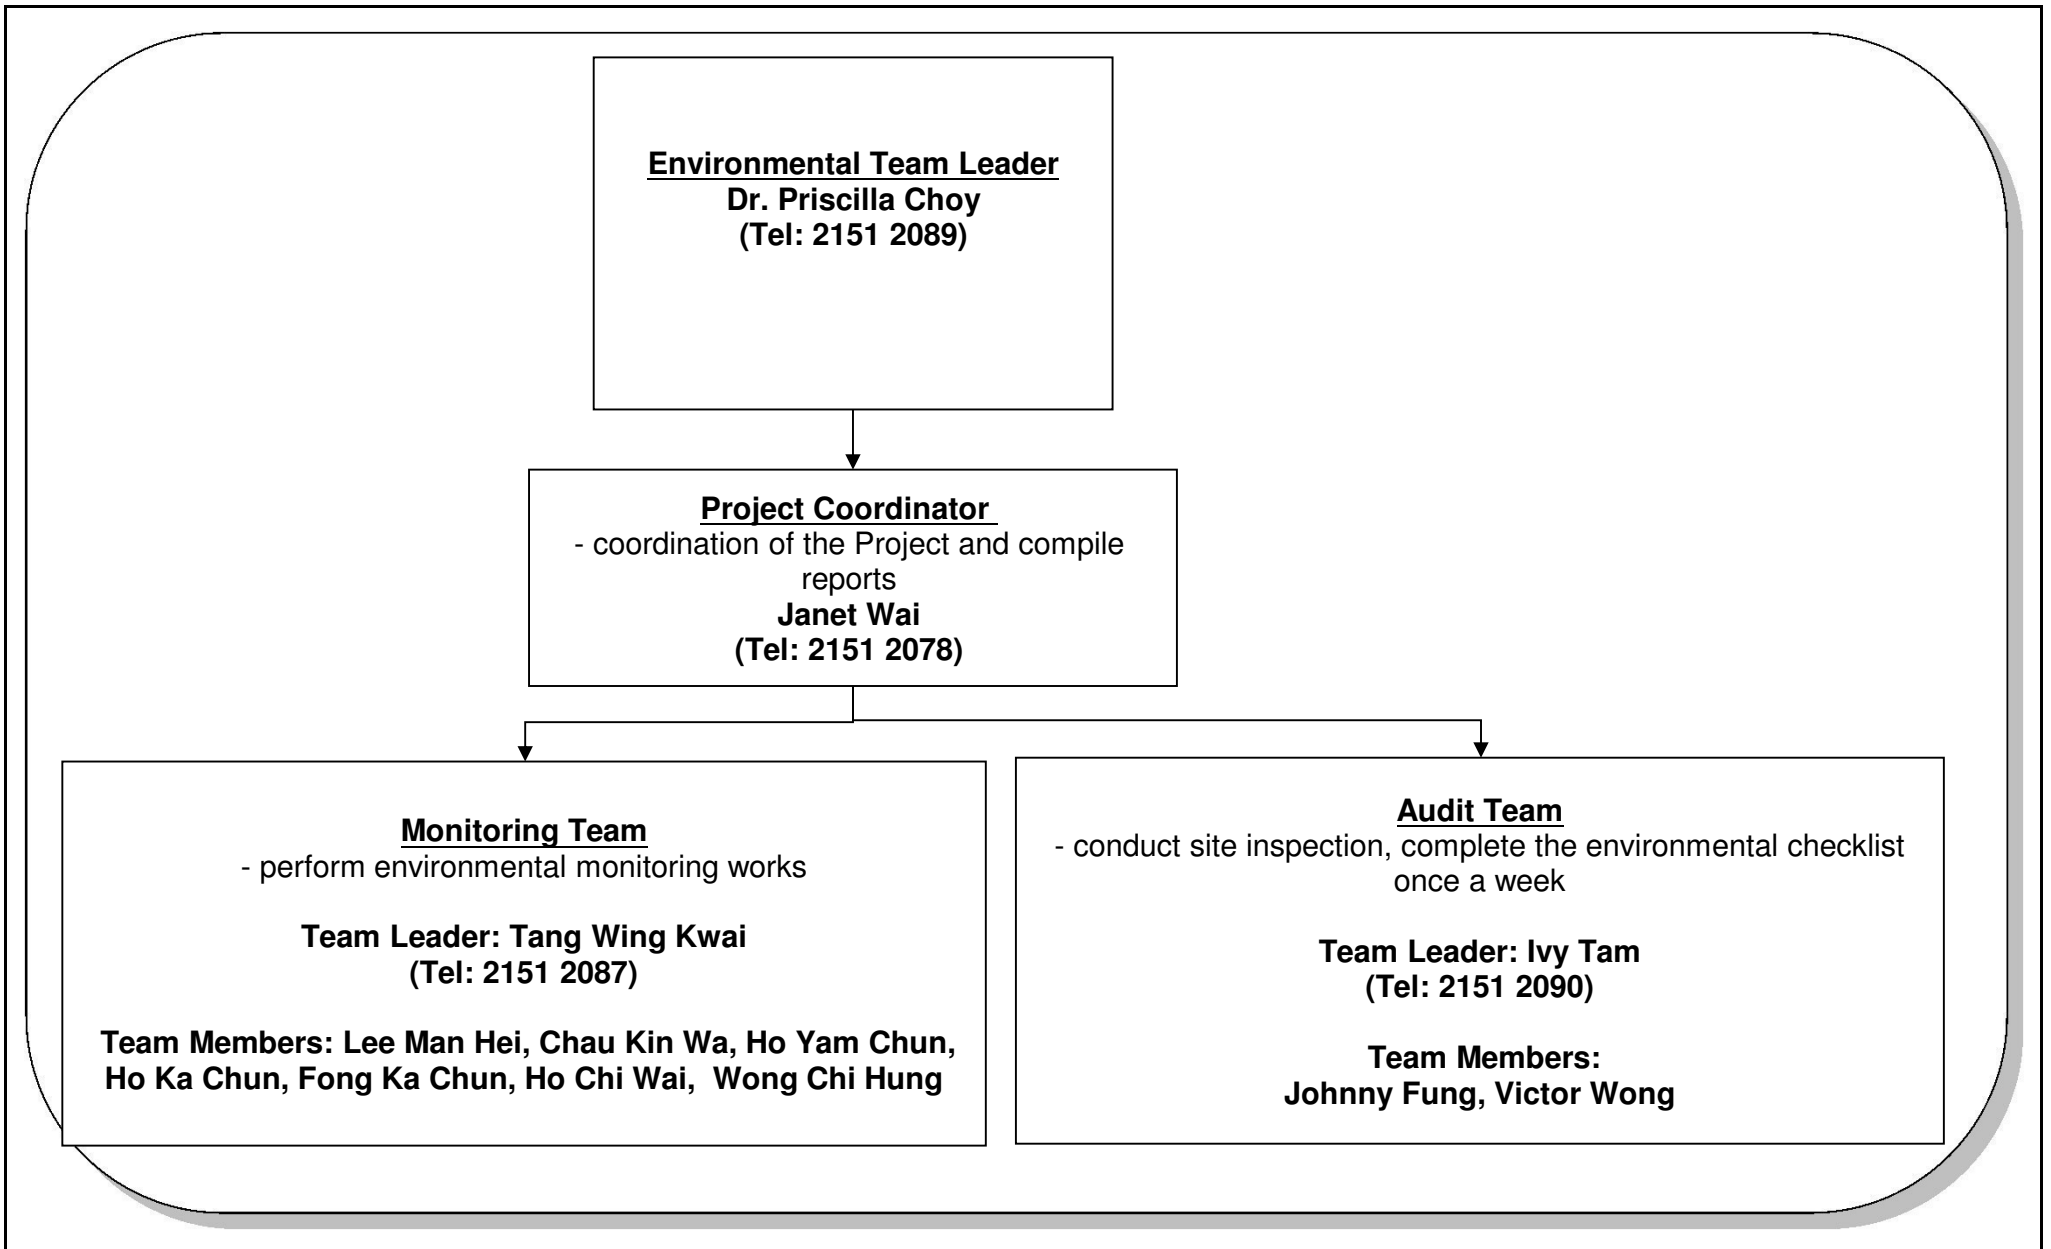 Environmental Team Leader
Dr. Priscilla Choy
(Tel: 2151 2089)
Project Coordinator
- coordination of the Project and compile
reports
Janet Wai
(Tel: 2151 2078)
Monitoring Team
- perform environmental monitoring works
Team Leader: Tang Wing Kwai
(Tel: 2151 2087)
Team Members: Lee Man Hei, Chau Kin Wa, Ho Yam Chun,
Ho Ka Chun, Fong Ka Chun, Ho Chi Wai,  Wong Chi Hung
Audit Team
- conduct site inspection, complete the environmental checklist
once a week
Team Leader: Ivy Tam
(Tel: 2151 2090)
Team Members:
Johnny Fung, Victor Wong